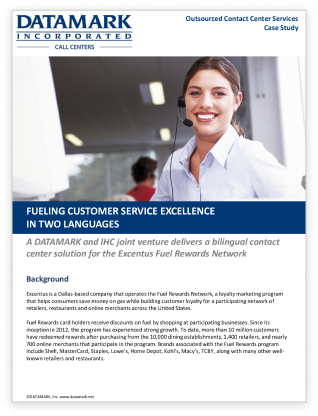 DATAMARK
INCORPORATED
CALL CENTERS
Outsourced Contact Center Services
Case Study
FUELING CUSTOMER SERVICE EXCELLENCE
IN TWO LANGUAGES
A DATAMARK and IHC joint venture delivers a bilingual contact
center solution for the Excentus Fuel Rewards Network
Background
Excentus is a Dallas-based company that operates the Fuel Rewards Network, a loyalty marketing program
that helps consumers save money on gas while building customer loyalty for a participating network of
retailers, restaurants and online merchants across the United States.
Fuel Rewards card holders receive discounts on fuel by shopping at participating businesses. Since its
inception in 2012, the program has experienced strong growth. To date, more than 10 million customers
have redeemed rewards after purchasing from the 10,000 dining establishments, 1,400 retailers, and nearly
700 online merchants that participate in the program. Brands associated with the Fuel Rewards program
include Shell, MasterCard, Staples, Lowe's, Home Depot, Kohl's, Macy's, TCBY, along with many other well-
known retailers and restaurants.
©DATAMARK, Inc. www.datamark.net